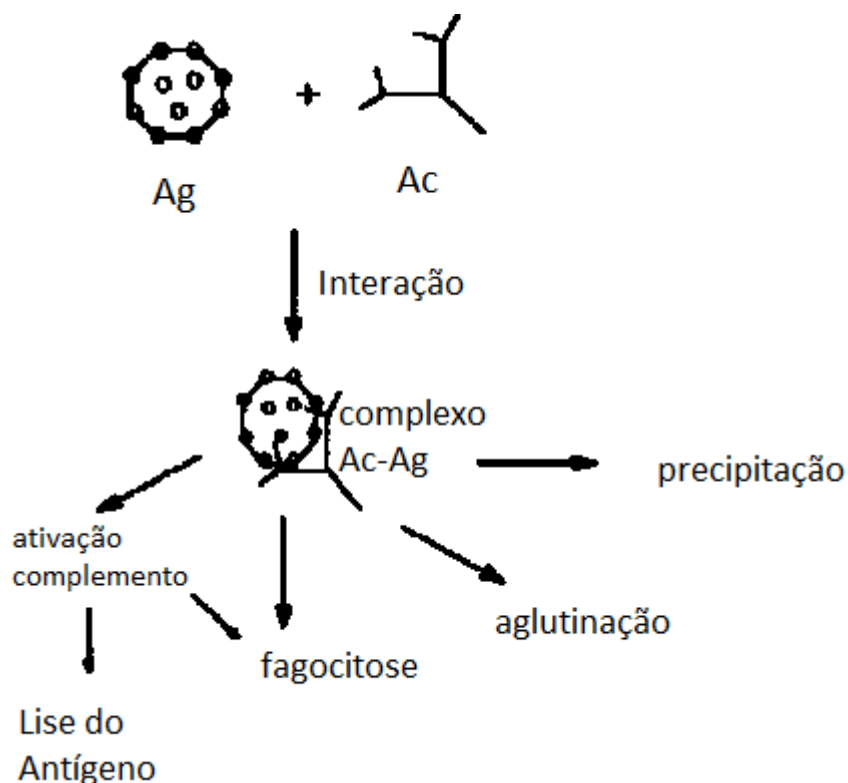 +
Ag
Ac
Interação
complexo
Ac-Ag
precipitação
ativação
complemento
aglutinação
fagocitose
Lise do
Antígeno